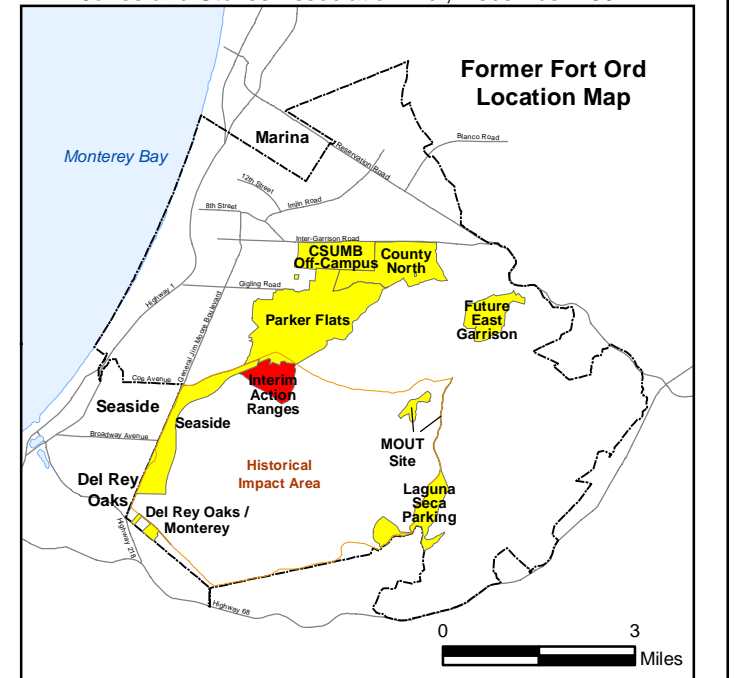 Former Fort Ord
Location Map
Marina
Monterey Bay
Blanco Road
Reservation Road
12th Street
Imjin Road
8th Street
Inter-Garrison Road
CSUMB
Off-Campus
County
North
Gigling Road
Highway 1
General Jim Moore Boulevard
Parker Flats
Future
East
Garrison
Coe Avenue
Interim
Action
Ranges
Seaside
Seaside
Broadway Avenue
MOUT
Site
Historical
Impact Area
Del Rey
Oaks
Laguna
Seca
Parking
Del Rey Oaks /
Monterey
Highway 218
Highway 68
0 3
Miles